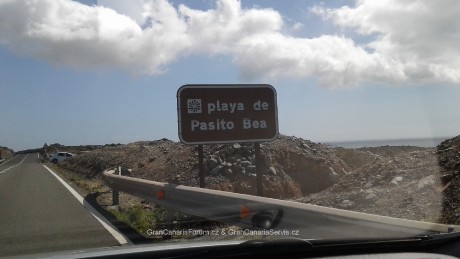 playa de
Pasito Bea
GranCanariaForum.cz & GranCanariaServis.cz